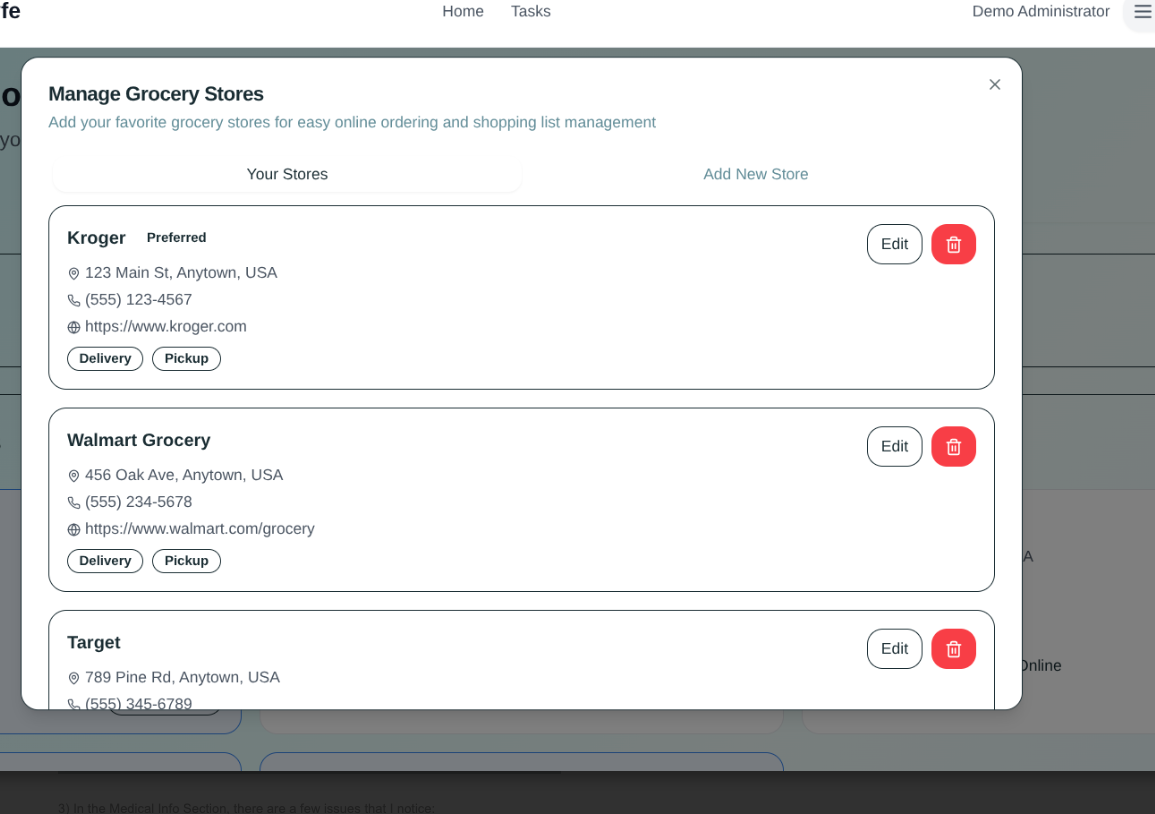 fe
Home Tasks Demo Administrator
Manage Grocery Stores
Add your favorite grocery stores for easy online ordering and shopping list management
Your Stores Add New Store
Kroger Preferred Edit
123 Main St, Anytown, USA
(555) 123-4567
https://www.kroger.com
Delivery Pickup
Walmart Grocery Edit
456 Oak Ave, Anytown, USA
(555) 234-5678
https://www.walmart.com/grocery
Delivery Pickup
Target Edit
789 Pine Rd, Anytown, USA
(555) 345-6789
o
yo
A
Online
3) In the Medical Info Section, there are a few issues that I notice: